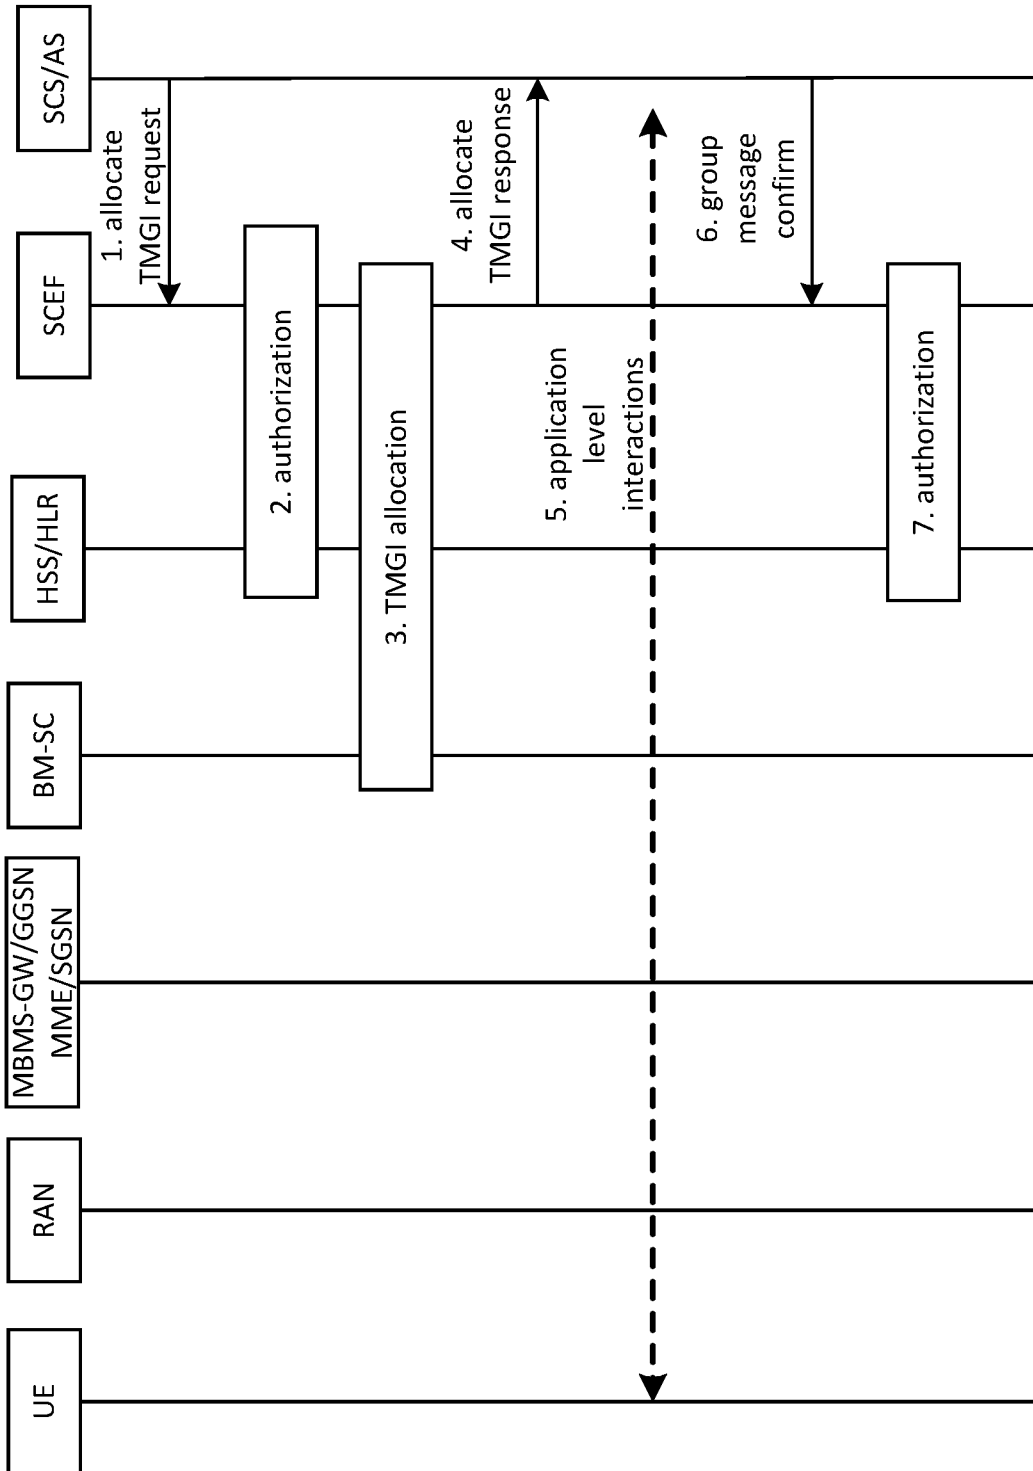 UE
RAN
MBMS-GW/GGSN
MME/SGSN
BM-SC
HSS/HLR
SCEF
SCS/AS
1. allocate
TMGI request
2. authorization
3. TMGI allocation
4. allocate
TMGI response
5. application
level
interactions
6. group
message
confirm
7. authorization